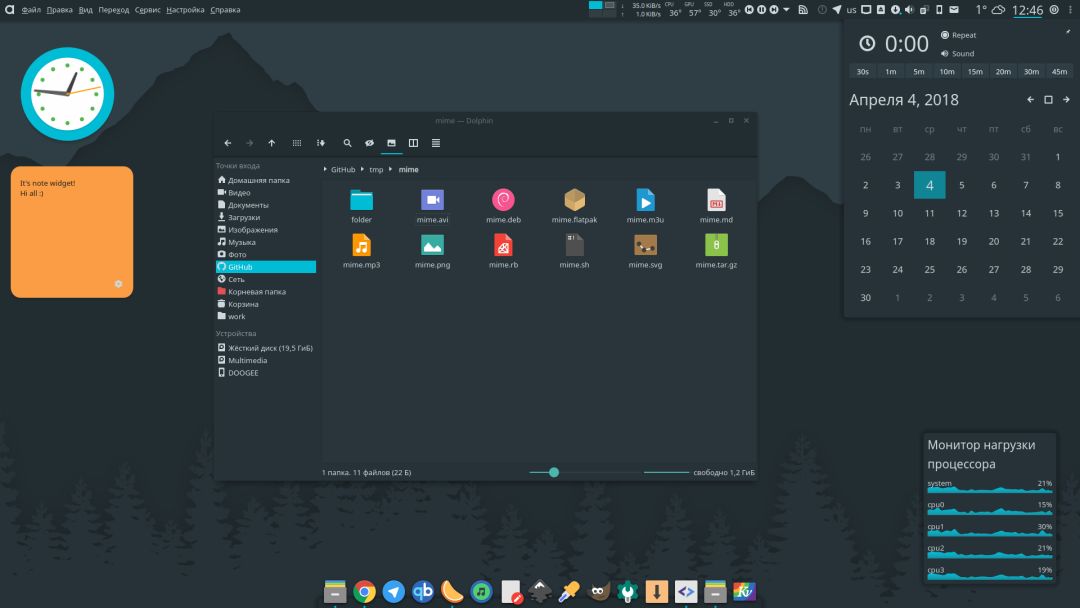 Файл Правка Вид Переход Сервис Настройка Справка
↓ 35.0 KiB/s CPU GPU SSD HDD
↑ 1.0 KiB/s 36° 57° 50° 36°
us 1° 12:46
It's note widget!
Hi all :)
mime — Dolphin
Точки входа
Домашняя папка
Видео
Документы
Загрузки
Изображения
Музыка
Фото
GitHub
Сеть
Корневая папка
Корзина
work
Устройства
Жёсткий диск (19,5 ГиБ)
Multimedia
DOOGEE
GitHub tmp mime
folder mime.avi mime.deb mime.flatpak mime.m3u mime.md
mime.mp3 mime.png mime.rb mime.sh mime.svg mime.tar.gz
1 папка. 11 файлов (22 Б) свободно 1,2 ГиБ
0:00
Repeat
Sound
30s 1m 5m 10m 15m 20m 30m 45m
Апреля 4, 2018
пн вт ср чт пт сб вс
26 27 28 29 30 31 1
2 3 4 5 6 7 8
9 10 11 12 13 14 15
16 17 18 19 20 21 22
23 24 25 26 27 28 29
30 1 2 3 4 5 6
Монитор нагрузки
процессора
system 21%
cpu0 15%
cpu1 30%
cpu2 21%
cpu3 19%
qb